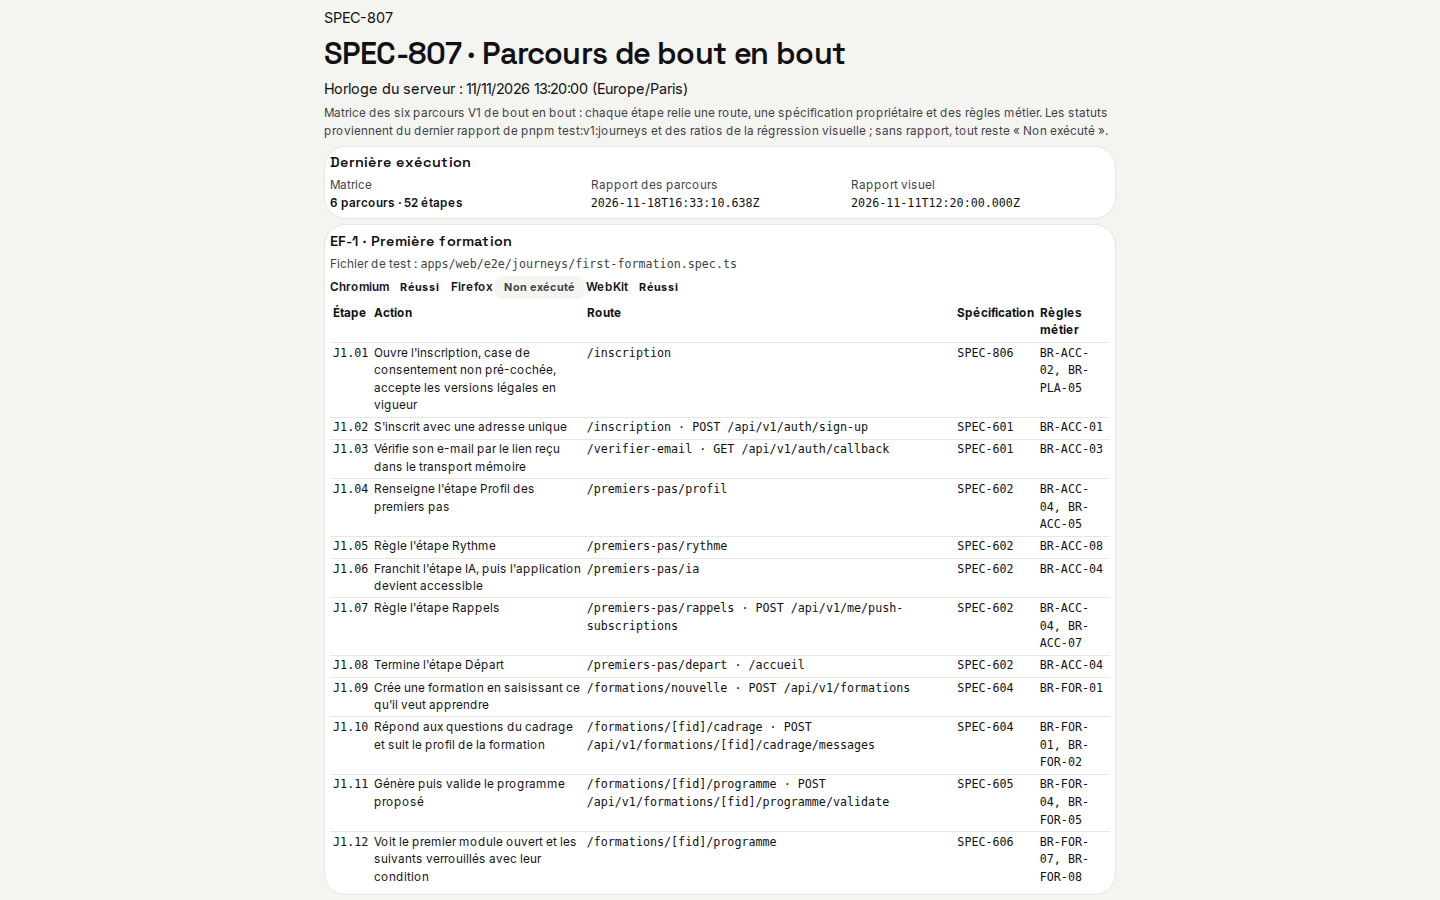 SPEC-807
SPEC-807 · Parcours de bout en bout
Horloge du serveur : 11/11/2026 13:20:00 (Europe/Paris)
Matrice des six parcours V1 de bout en bout : chaque étape relie une route, une spécification propriétaire et des règles métier. Les statuts
proviennent du dernier rapport de pnpm test:v1:journeys et des ratios de la régression visuelle ; sans rapport, tout reste « Non exécuté ».
Dernière exécution
Matrice Rapport des parcours Rapport visuel
6 parcours · 52 étapes 2026-11-18T16:33:10.638Z 2026-11-11T12:20:00.000Z
EF-1 · Première formation
Fichier de test : apps/web/e2e/journeys/first-formation.spec.ts
Chromium Réussi Firefox Non exécuté WebKit Réussi
Étape Action Route Spécification Règles
métier
J1.01 Ouvre l'inscription, case de /inscription SPEC-806 BR-ACC-
consentement non pré-cochée, 02, BR-
accepte les versions légales en PLA-05
vigueur
J1.02 S'inscrit avec une adresse unique /inscription · POST /api/v1/auth/sign-up SPEC-601 BR-ACC-01
J1.03 Vérifie son e-mail par le lien reçu /verifier-email · GET /api/v1/auth/callback SPEC-601 BR-ACC-03
dans le transport mémoire
J1.04 Renseigne l'étape Profil des /premiers-pas/profil SPEC-602 BR-ACC-
premiers pas 04, BR-
ACC-05
J1.05 Règle l'étape Rythme /premiers-pas/rythme SPEC-602 BR-ACC-08
J1.06 Franchit l'étape IA, puis l'application /premiers-pas/ia SPEC-602 BR-ACC-04
devient accessible
J1.07 Règle l'étape Rappels /premiers-pas/rappels · POST /api/v1/me/push- SPEC-602 BR-ACC-
subscriptions 04, BR-
ACC-07
J1.08 Termine l'étape Départ /premiers-pas/depart · /accueil SPEC-602 BR-ACC-04
J1.09 Crée une formation en saisissant ce /formations/nouvelle · POST /api/v1/formations SPEC-604 BR-FOR-01
qu'il veut apprendre
J1.10 Répond aux questions du cadrage /formations/[fid]/cadrage · POST SPEC-604 BR-FOR-
et suit le profil de la formation /api/v1/formations/[fid]/cadrage/messages 01, BR-
FOR-02
J1.11 Génère puis valide le programme /formations/[fid]/programme · POST SPEC-605 BR-FOR-
proposé /api/v1/formations/[fid]/programme/validate 04, BR-
FOR-05
J1.12 Voit le premier module ouvert et les /formations/[fid]/programme SPEC-606 BR-FOR-
suivants verrouillés avec leur 07, BR-
condition FOR-08